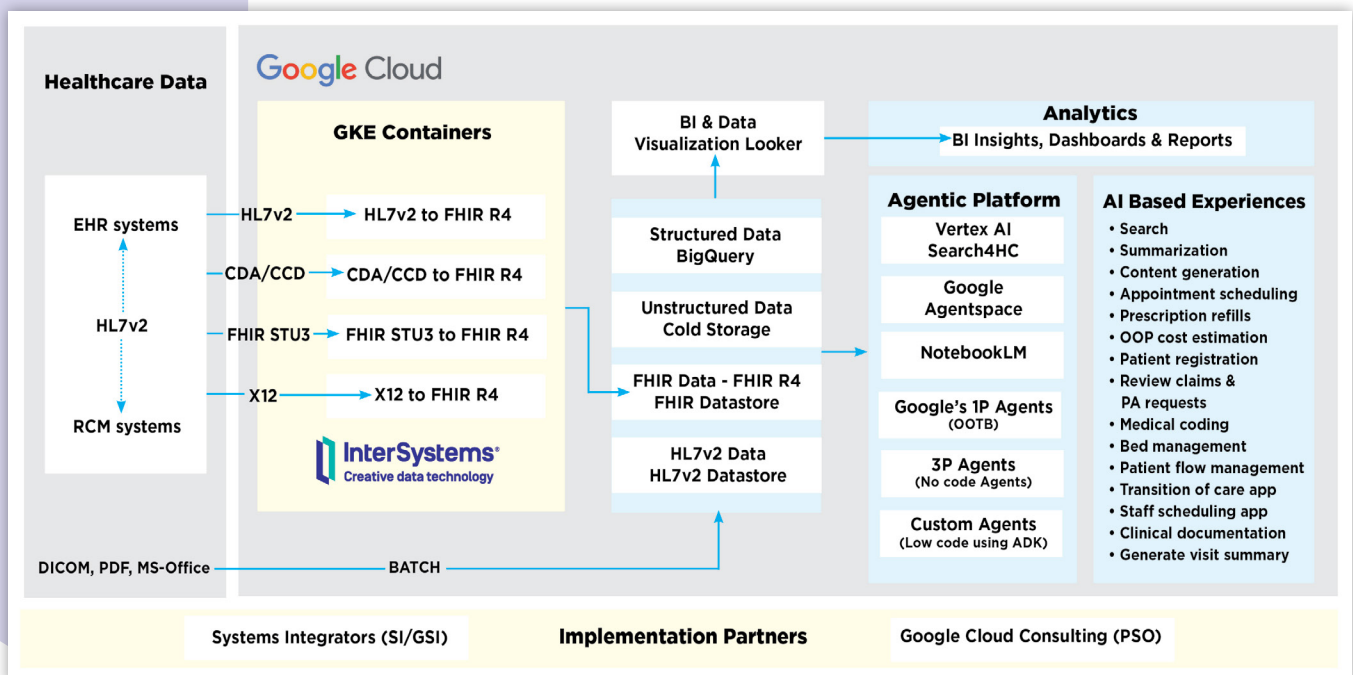 Healthcare Data
EHR systems
HL7v2
RCM systems
DICOM, PDF, MS-Office
Google Cloud
GKE Containers
HL7v2
HL7v2 to FHIR R4
CDA/CCD
CDA/CCD to FHIR R4
FHIR STU3
FHIR STU3 to FHIR R4
X12
X12 to FHIR R4
InterSystems®
Creative data technology
BATCH
BI & Data
Visualization Looker
Structured Data
BigQuery
Unstructured Data
Cold Storage
FHIR Data - FHIR R4
FHIR Datastore
HL7v2 Data
HL7v2 Datastore
Analytics
BI Insights, Dashboards & Reports
Agentic Platform
Vertex AI
Search4HC
Google
Agentspace
NotebookLM
Google's 1P Agents
(OOTB)
3P Agents
(No code Agents)
Custom Agents
(Low code using ADK)
AI Based Experiences
• Search
• Summarization
• Content generation
• Appointment scheduling
• Prescription refills
• OOP cost estimation
• Patient registration
• Review claims &
PA requests
• Medical coding
• Bed management
• Patient flow management
• Transition of care app
• Staff scheduling app
• Clinical documentation
• Generate visit summary
Systems Integrators (SI/GSI)
Implementation Partners
Google Cloud Consulting (PSO)